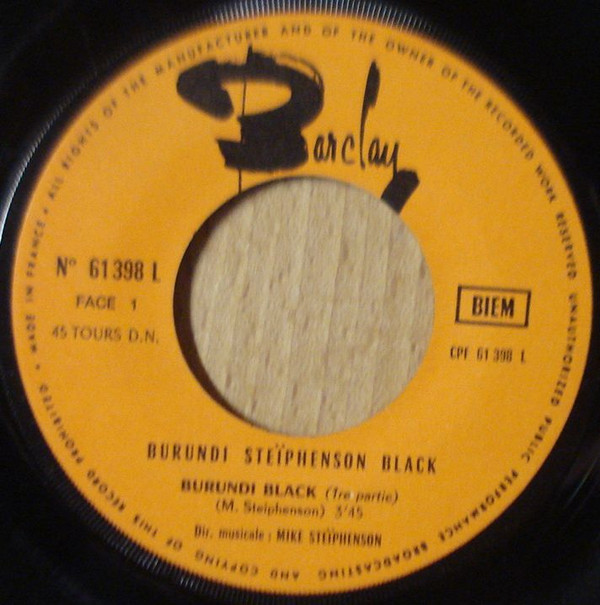 Barclay
ALL RIGHTS OF THE MANUFACTURER AND OF THE OWNER OF THE RECORDED WORK RESERVED UNAUTHORIZED PUBLIC PERFORMANCE BROADCASTING AND COPYING OF THIS RECORD PROHIBITED • MADE IN FRANCE •
N° 61398 L
FACE 1
45 TOURS D.N.
BIEM
CPF 61 398 L
BURUNDI STEÏPHENSON BLACK
BURUNDI BLACK (1re partie)
(M. Steiphenson) 3'45
Dir. musicale : MIKE STEÏPHENSON